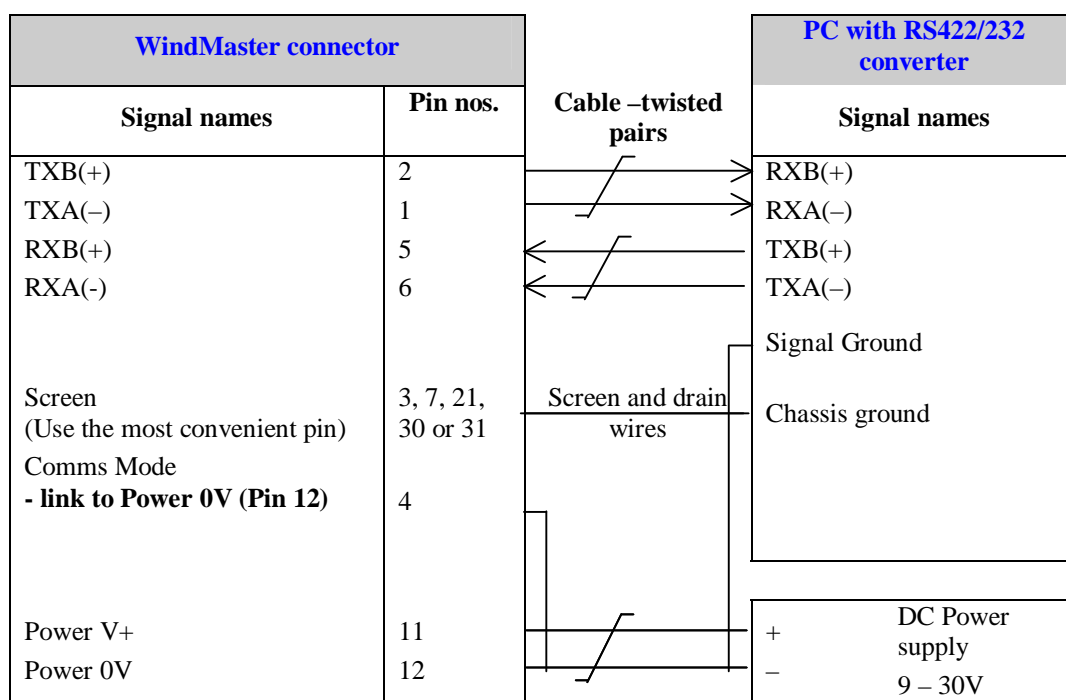 WindMaster connector
PC with RS422/232
converter
Signal names
Pin nos.
Cable –twisted
pairs
Signal names
TXB(+) 2 RXB(+)
TXA(–) 1 RXA(–)
RXB(+) 5 TXB(+)
RXA(-) 6 TXA(–)
Signal Ground
Screen 3, 7, 21, Screen and drain
(Use the most convenient pin) 30 or 31 wires
Chassis ground
Comms Mode
- link to Power 0V (Pin 12) 4
Power V+ 11 + DC Power
supply
Power 0V 12 –
9 – 30V